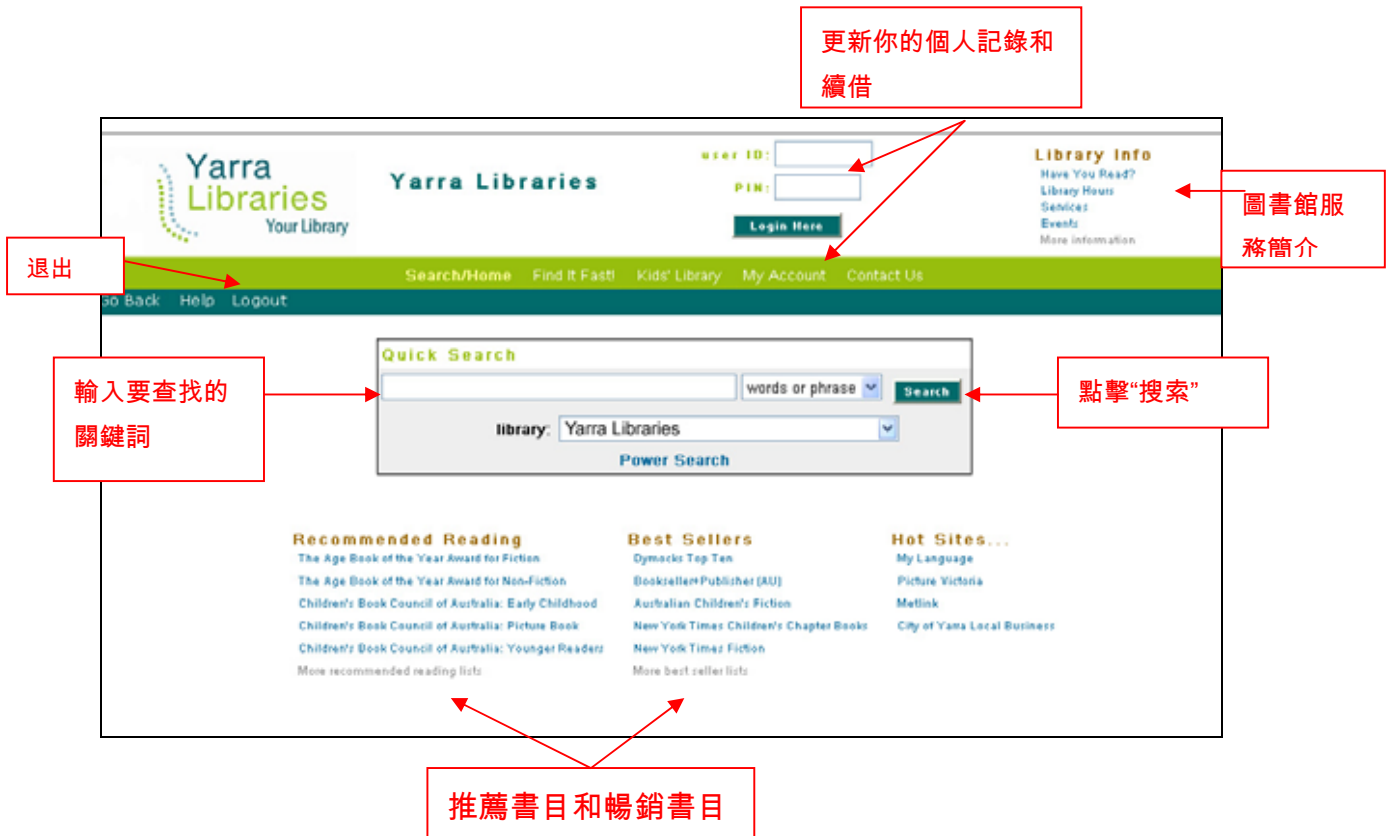 更新你的個人記錄和
續借
Yarra
Libraries
Your Library
Yarra Libraries
user ID:
PIN:
Login Here
Library Info
Have You Read?
Library Hours
Services
Events
More information
圖書館服
務簡介
退出
Search/Home Find It Fast! Kids' Library My Account Contact Us
Go Back Help Logout
Quick Search
輸入要查找的
關鍵詞
words or phrase
Search
點擊“搜索”
library: Yarra Libraries
Power Search
Recommended Reading
The Age Book of the Year Award for Fiction
The Age Book of the Year Award for Non-Fiction
Children's Book Council of Australia: Early Childhood
Children's Book Council of Australia: Picture Book
Children's Book Council of Australia: Younger Readers
More recommended reading lists
Best Sellers
Dymocks Top Ten
Bookseller+Publisher (AU)
Australian Children's Fiction
New York Times Children's Chapter Books
New York Times Fiction
More best seller lists
Hot Sites...
My Language
Picture Victoria
Metlink
City of Yarra Local Business
推薦書目和暢銷書目